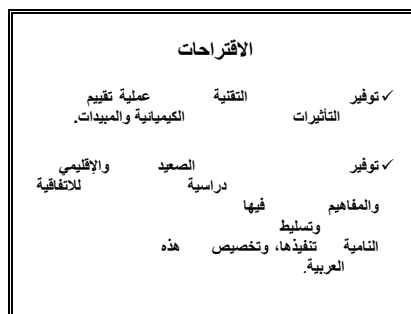 الاقتراحات
✓ توفير التقنية عملية تقييم
التأثيرات الكيميائية والمبيدات.
✓ توفير الصعيد والإقليمي
دراسية للاتفاقية
والمفاهيم فيها
وتسليط
النامية تنفيذها، وتخصيص هذه
العربية.